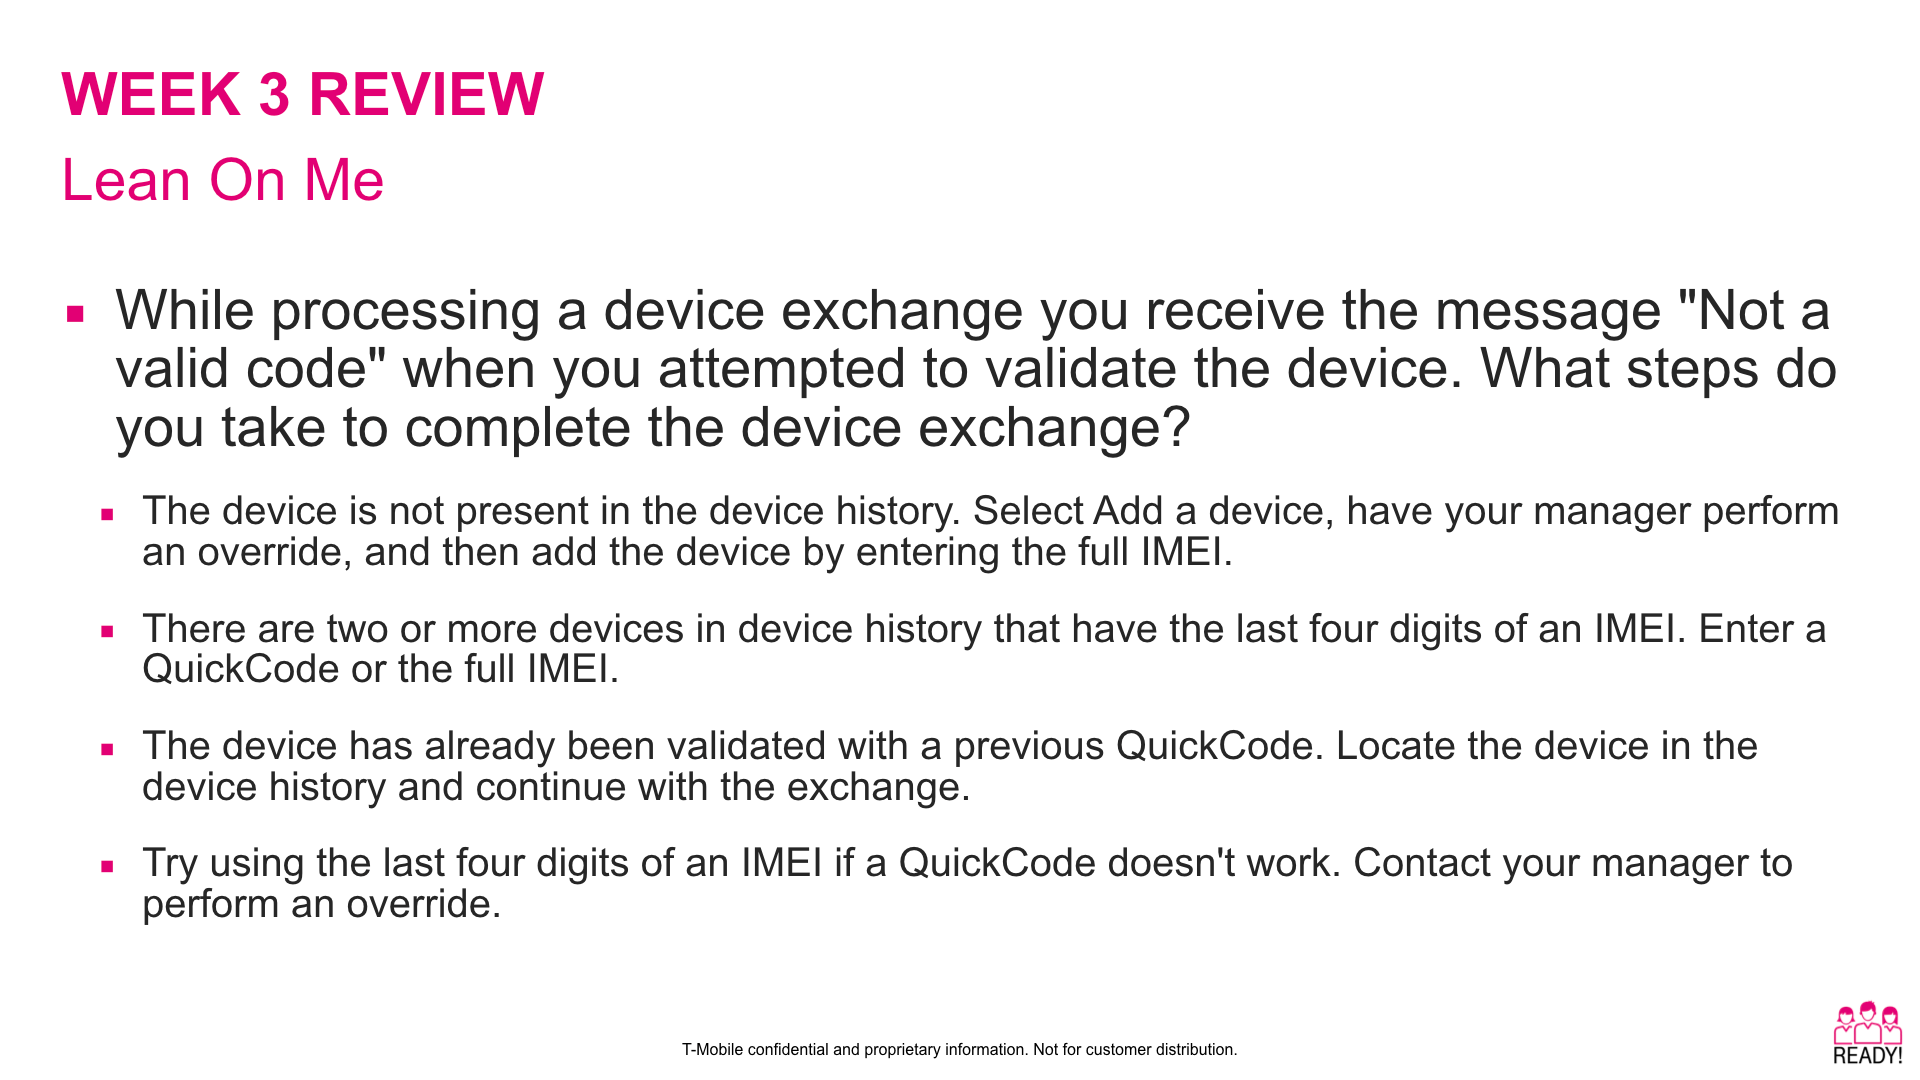 WEEK 3 REVIEW
Lean On Me
While processing a device exchange you receive the message "Not a
valid code" when you attempted to validate the device. What steps do
you take to complete the device exchange?
The device is not present in the device history. Select Add a device, have your manager perform
an override, and then add the device by entering the full IMEI.
There are two or more devices in device history that have the last four digits of an IMEI. Enter a
QuickCode or the full IMEI.
The device has already been validated with a previous QuickCode. Locate the device in the
device history and continue with the exchange.
Try using the last four digits of an IMEI if a QuickCode doesn't work. Contact your manager to
perform an override.
T-Mobile confidential and proprietary information. Not for customer distribution.
READY!